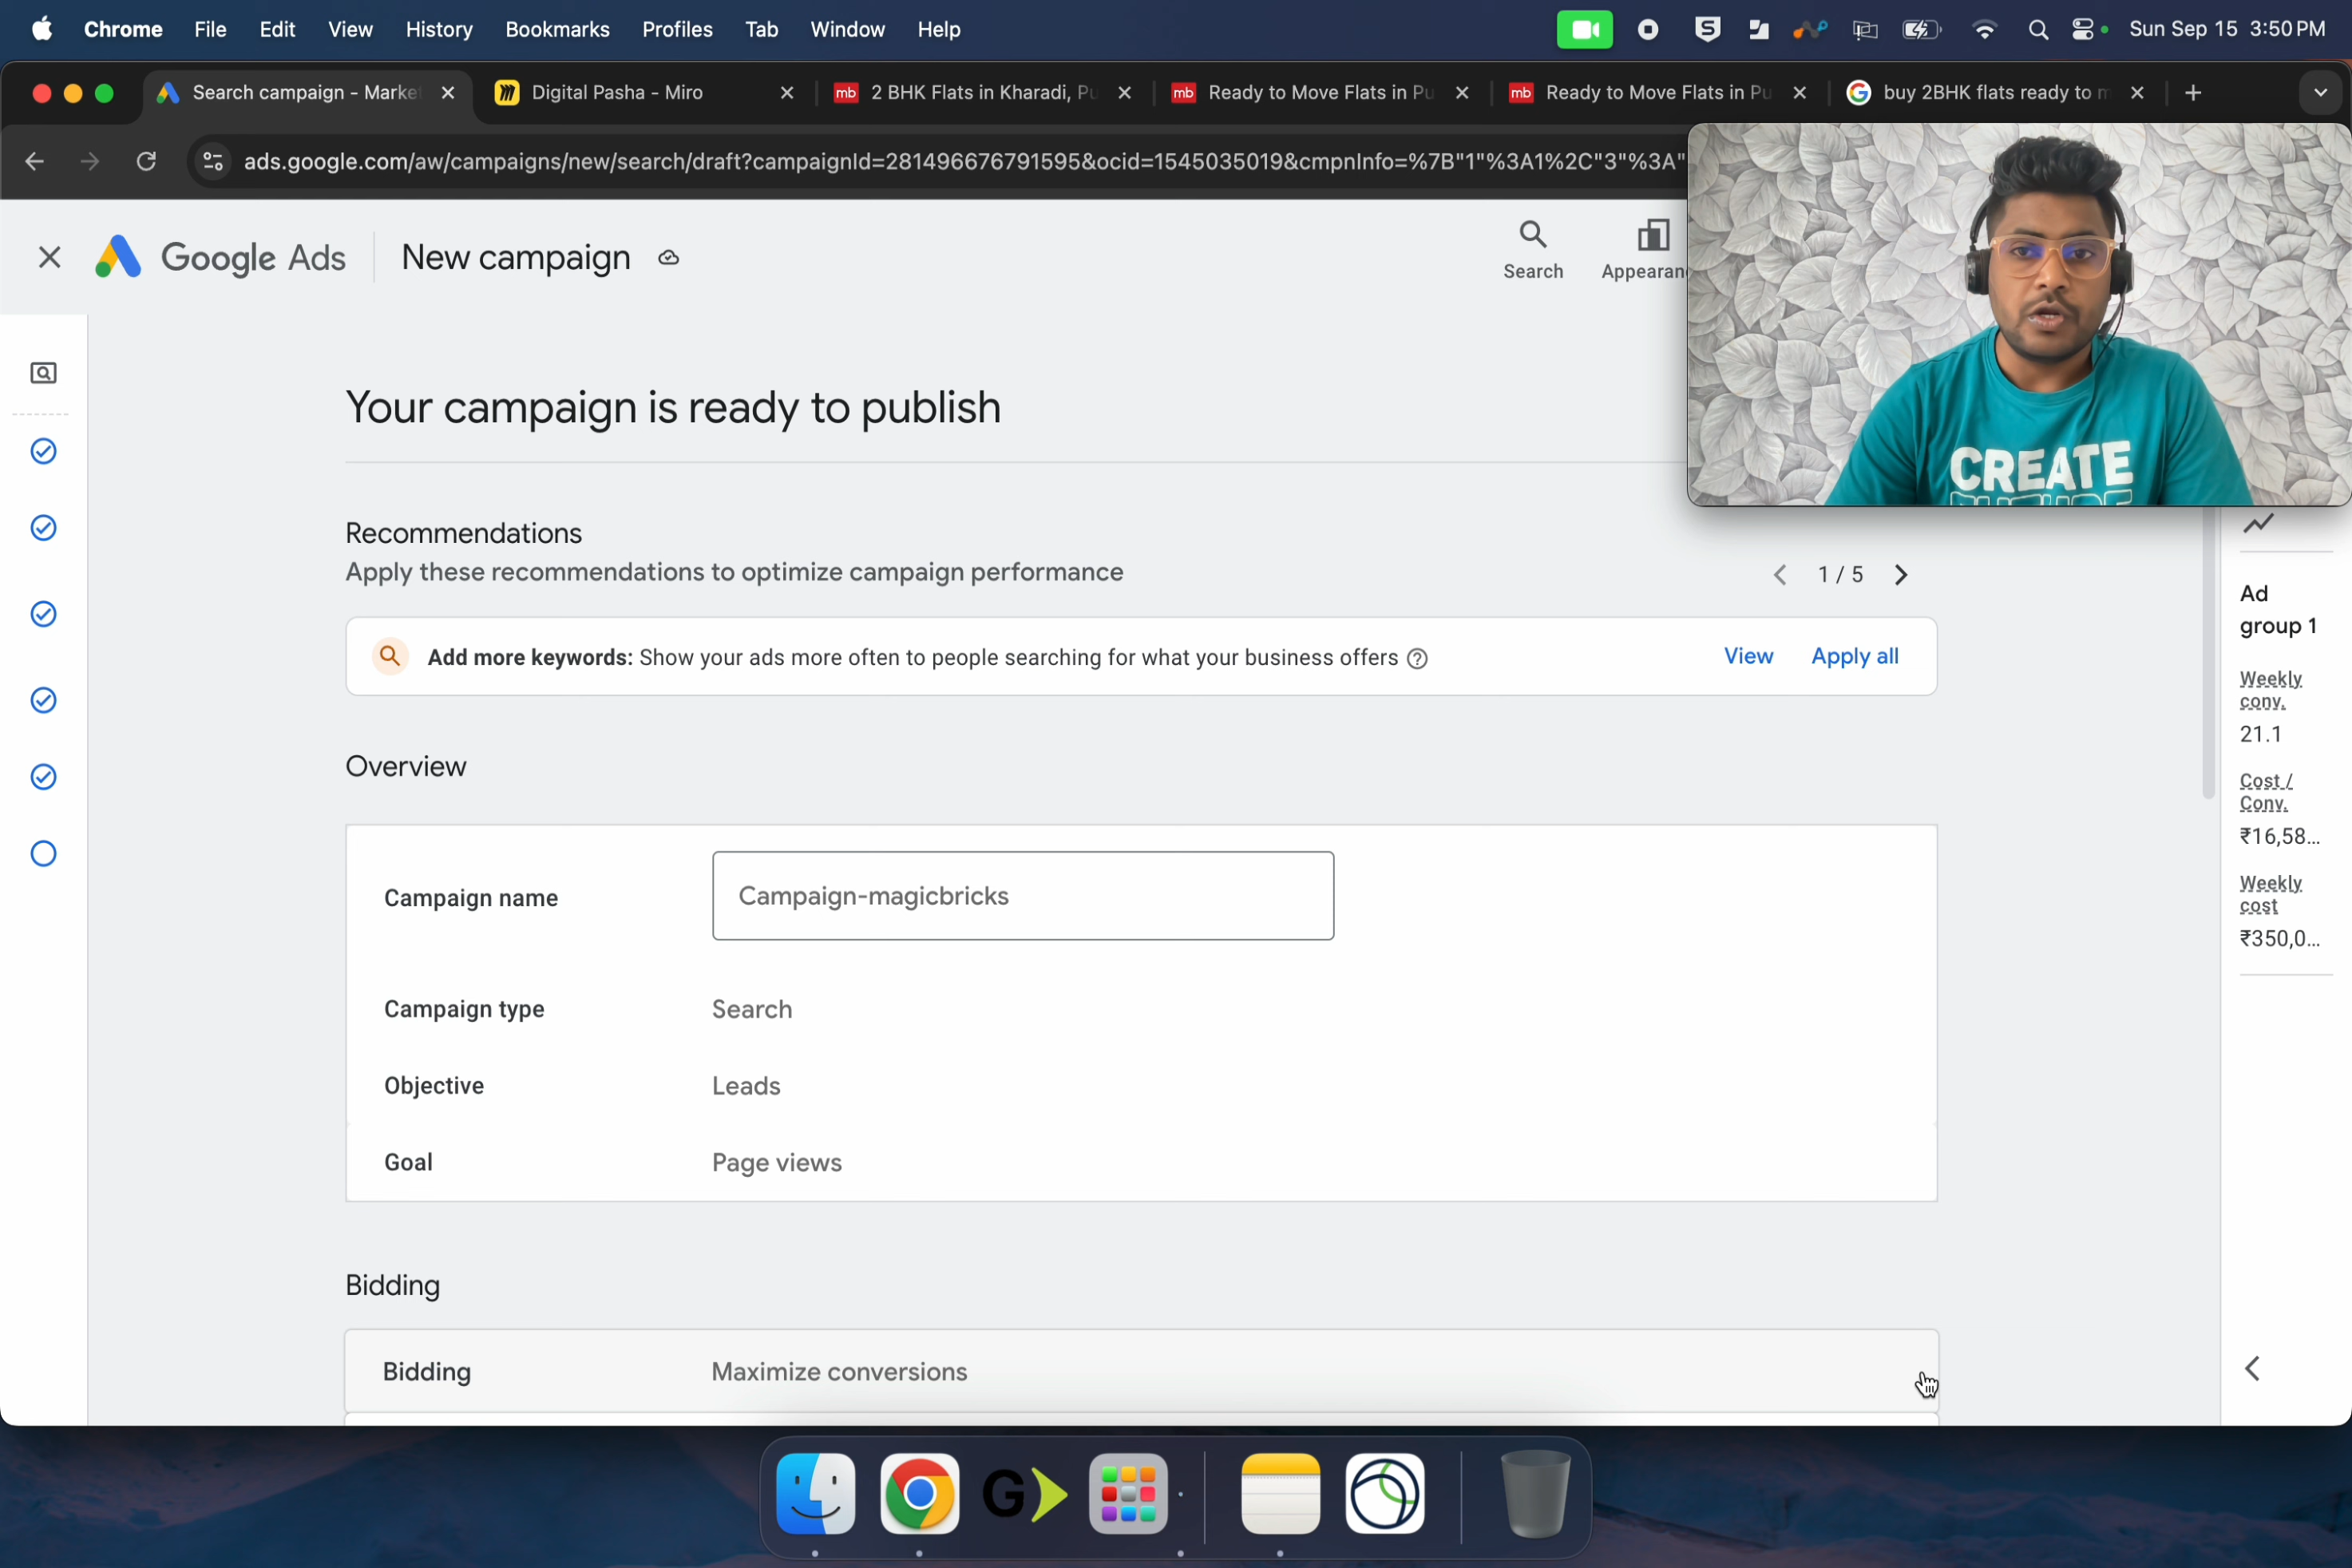 Chrome File Edit View History Bookmarks Profiles Tab Window Help Sun Sep 15 3:50 PM
Search campaign - Marke Digital Pasha - Miro mb 2 BHK Flats in Kharadi, Pu mb Ready to Move Flats in Pu mb Ready to Move Flats in Pu buy 2BHK flats ready to m
ads.google.com/aw/campaigns/new/search/draft?campaignId=281496676791595&ocid=1545035019&cmpnInfo=%7B"1"%3A1%2C"3"%3A"
Google Ads New campaign
Search Appearan
CREATE
Your campaign is ready to publish
Recommendations
Apply these recommendations to optimize campaign performance
1 / 5
Add more keywords: Show your ads more often to people searching for what your business offers View Apply all
Overview
Campaign name Campaign-magicbricks
Campaign type Search
Objective Leads
Goal Page views
Bidding
Bidding Maximize conversions
Ad
group 1
Weekly
conv.
21.1
Cost /
Conv.
₹16,58...
Weekly
cost
₹350,0...